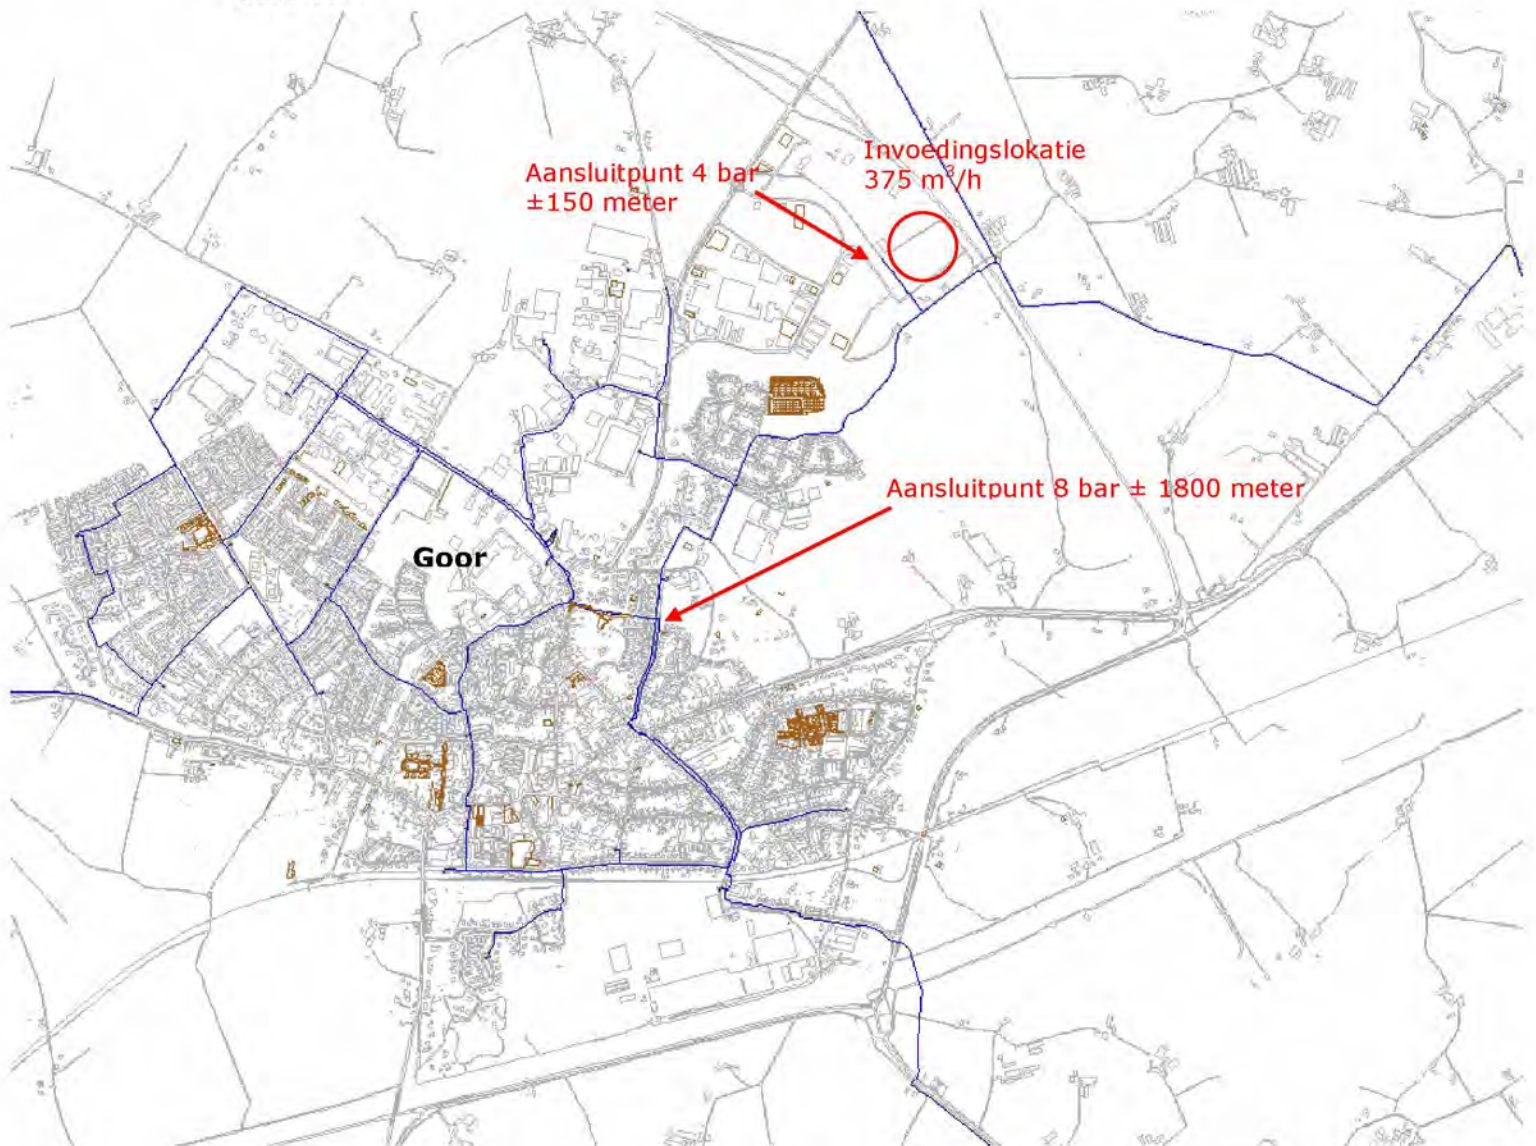 Invoedingslokatie
375 m³/h
Aansluitpunt 4 bar
±150 meter
Aansluitpunt 8 bar ± 1800 meter
Goor